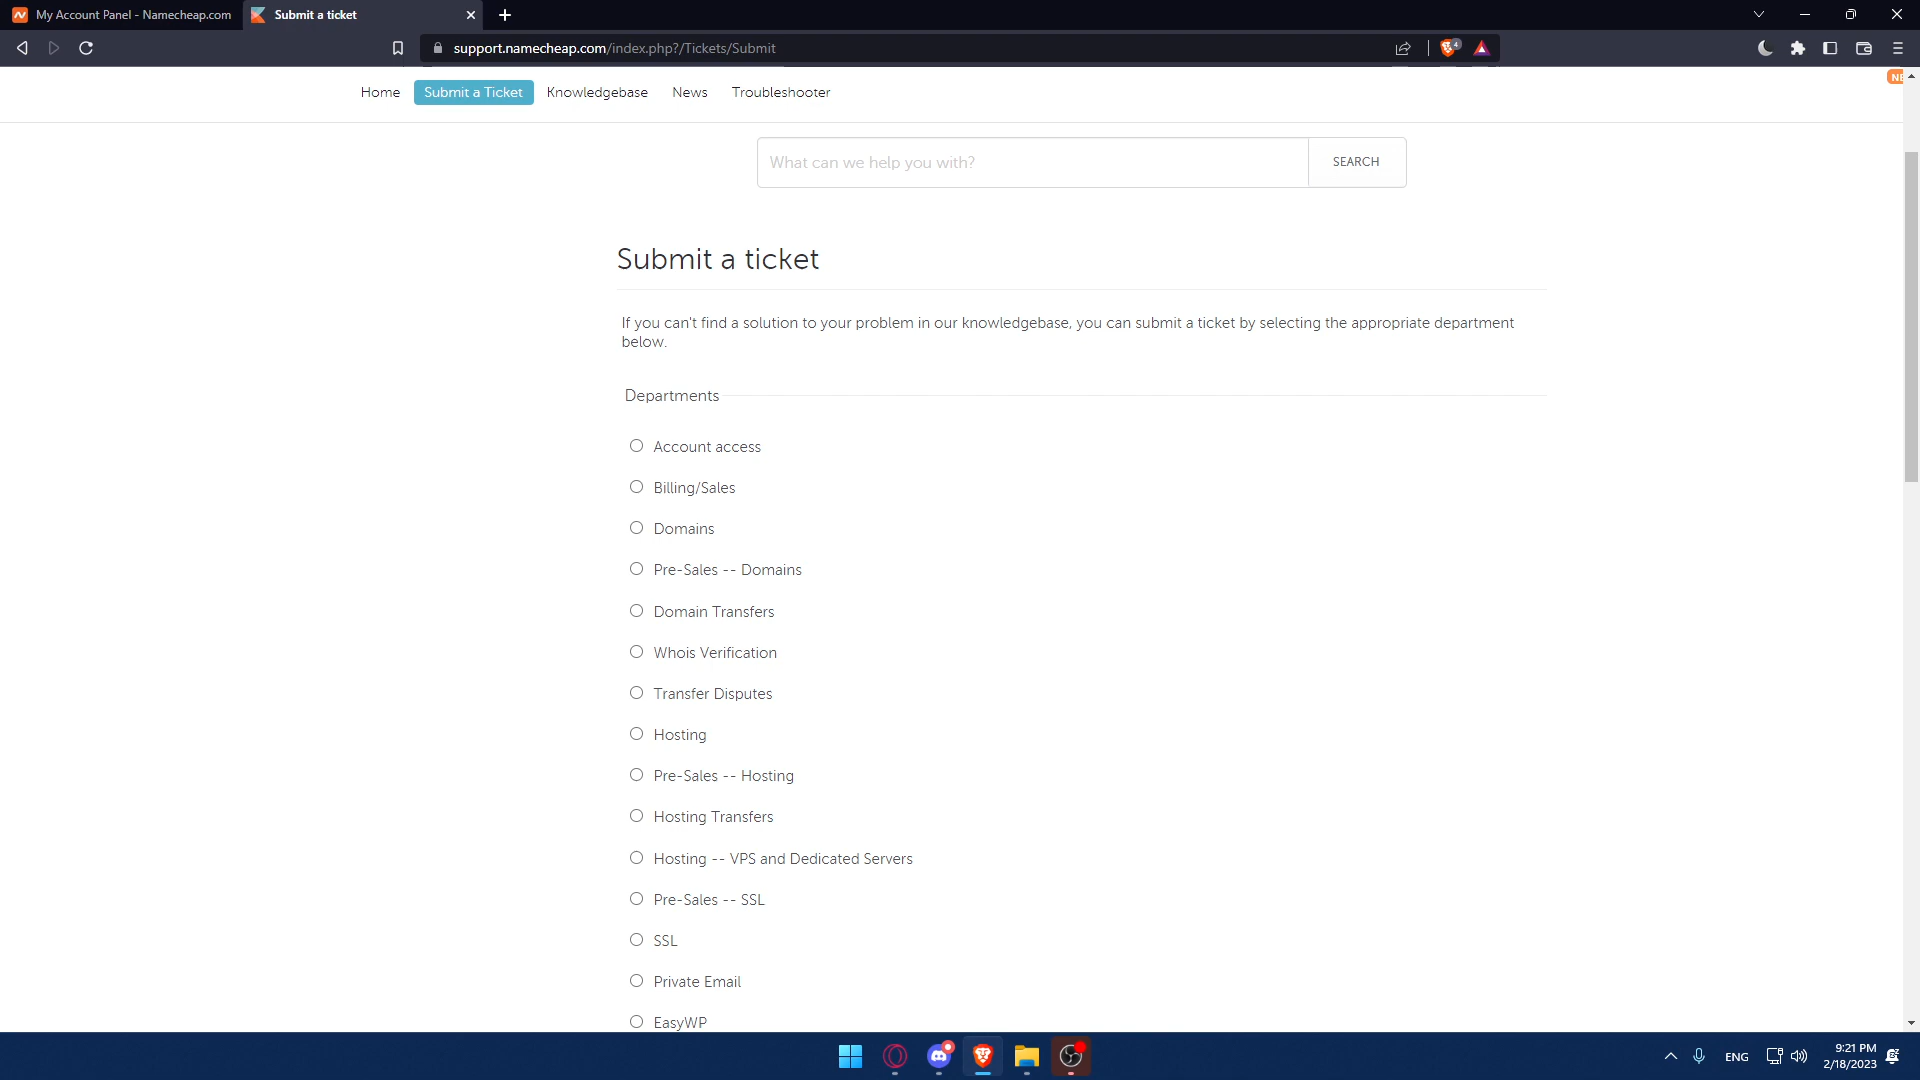 My Account Panel - Namecheap.com
Submit a ticket
support.namecheap.com/index.php?/Tickets/Submit
4
Home
Submit a Ticket
Knowledgebase
News
Troubleshooter
NE
What can we help you with?
SEARCH
Submit a ticket
If you can't find a solution to your problem in our knowledgebase, you can submit a ticket by selecting the appropriate department
below.
Departments
Account access
Billing/Sales
Domains
Pre-Sales -- Domains
Domain Transfers
Whois Verification
Transfer Disputes
Hosting
Pre-Sales -- Hosting
Hosting Transfers
Hosting -- VPS and Dedicated Servers
Pre-Sales -- SSL
SSL
Private Email
EasyWP
ENG
9:21 PM
2/18/2023